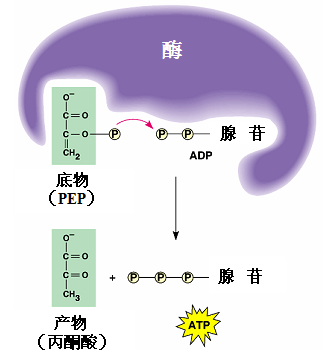 酶
O⁻
C=O
C-O-P
CH₂
P-P-腺 苷
ADP
底物
（PEP）
O⁻
C=O
C=O
CH₃
+
P-P-P-腺 苷
产物
（丙酮酸）
ATP